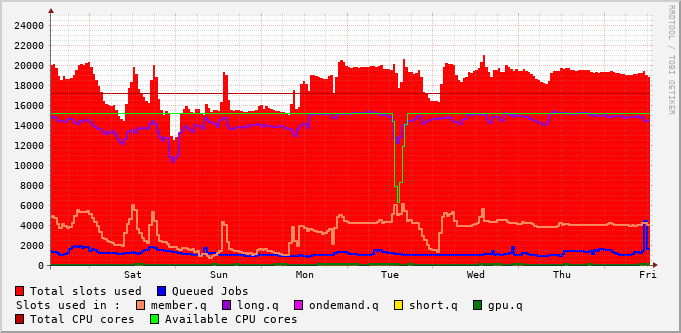 RRDTOOL / TOBI OETIKER
24000
22000
20000
18000
16000
14000
12000
10000
8000
6000
4000
2000
0
Sat Sun Mon Tue Wed Thu Fri
Total slots used Queued Jobs
Slots used in : member.q long.q ondemand.q short.q gpu.q
Total CPU cores Available CPU cores